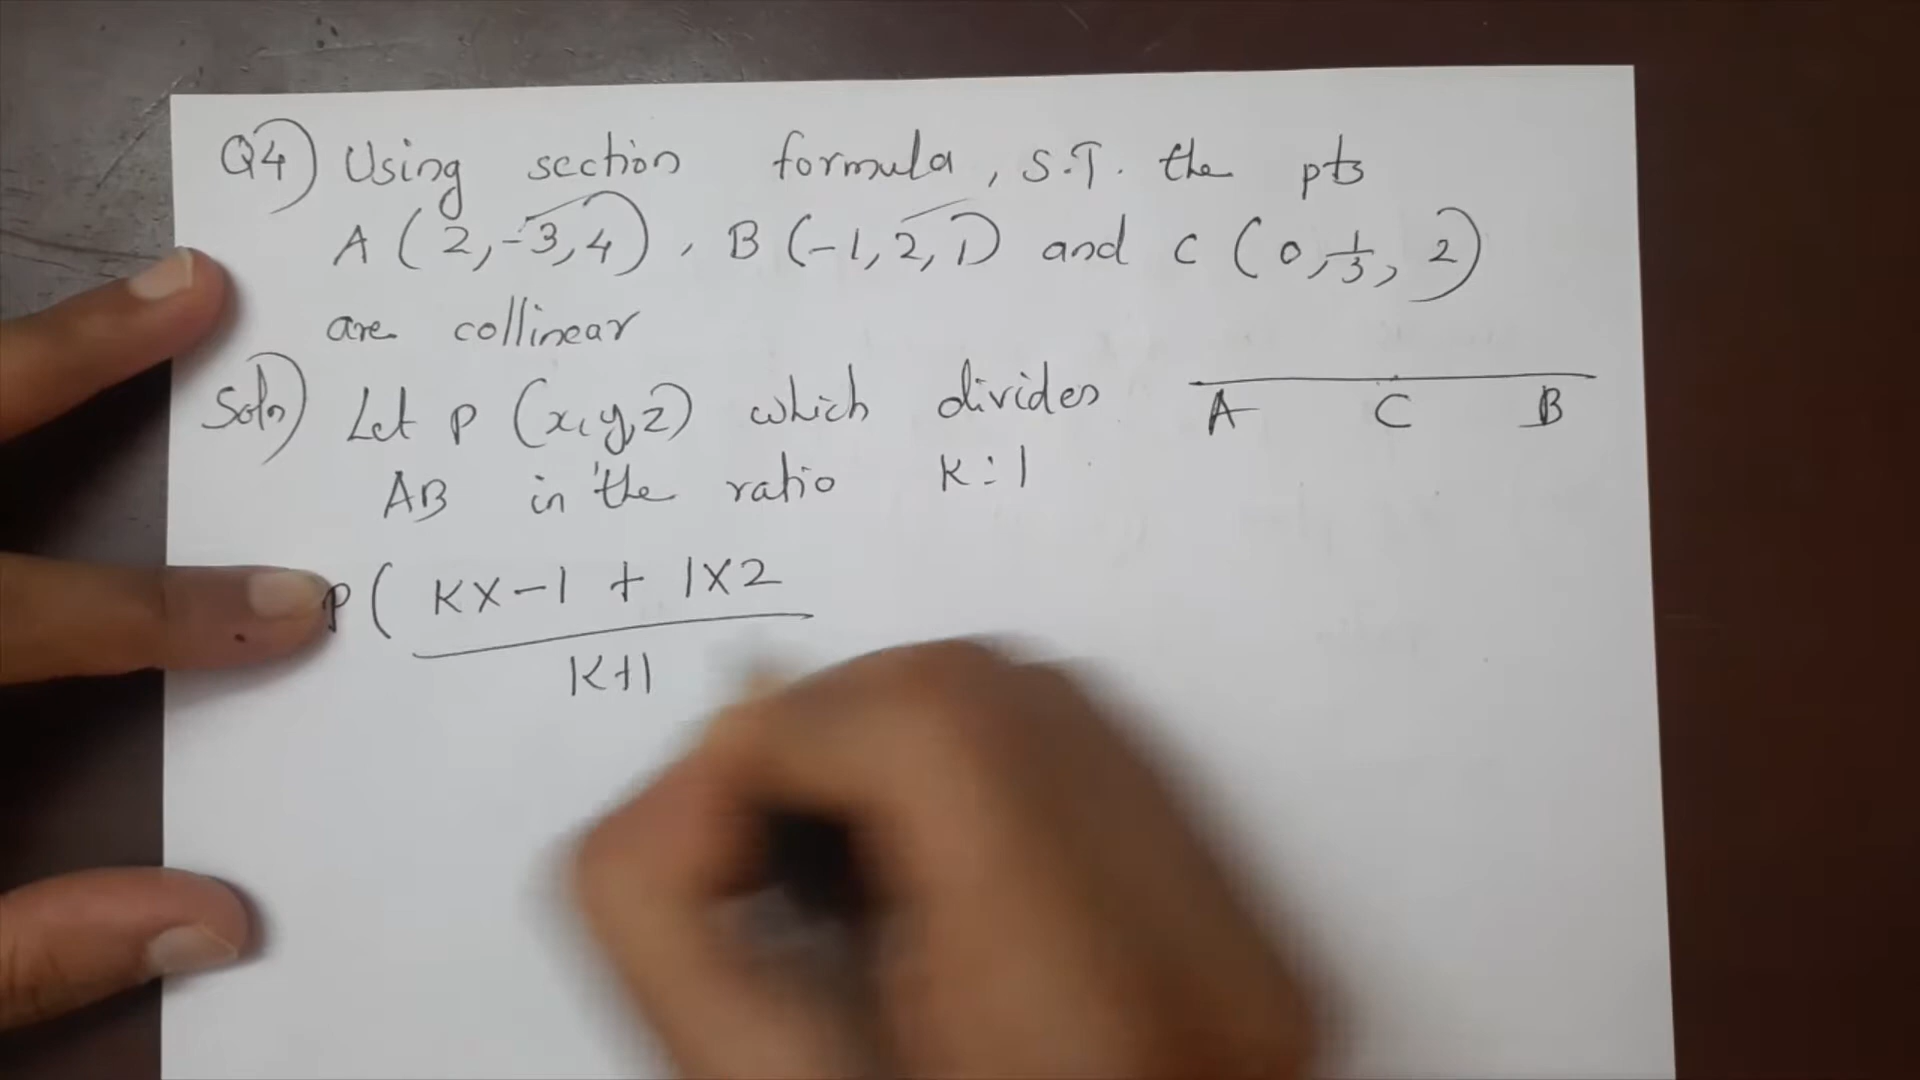 Q4) Using section formula, S.T. the pts
A (2,-3,4), B (-1,2,1) and C (0,1/3, 2)
are collinear
Soln) Let P (x,y,z) which divides
AB in the ratio K:1
A C B
P( K×-1 + 1×2
K+1